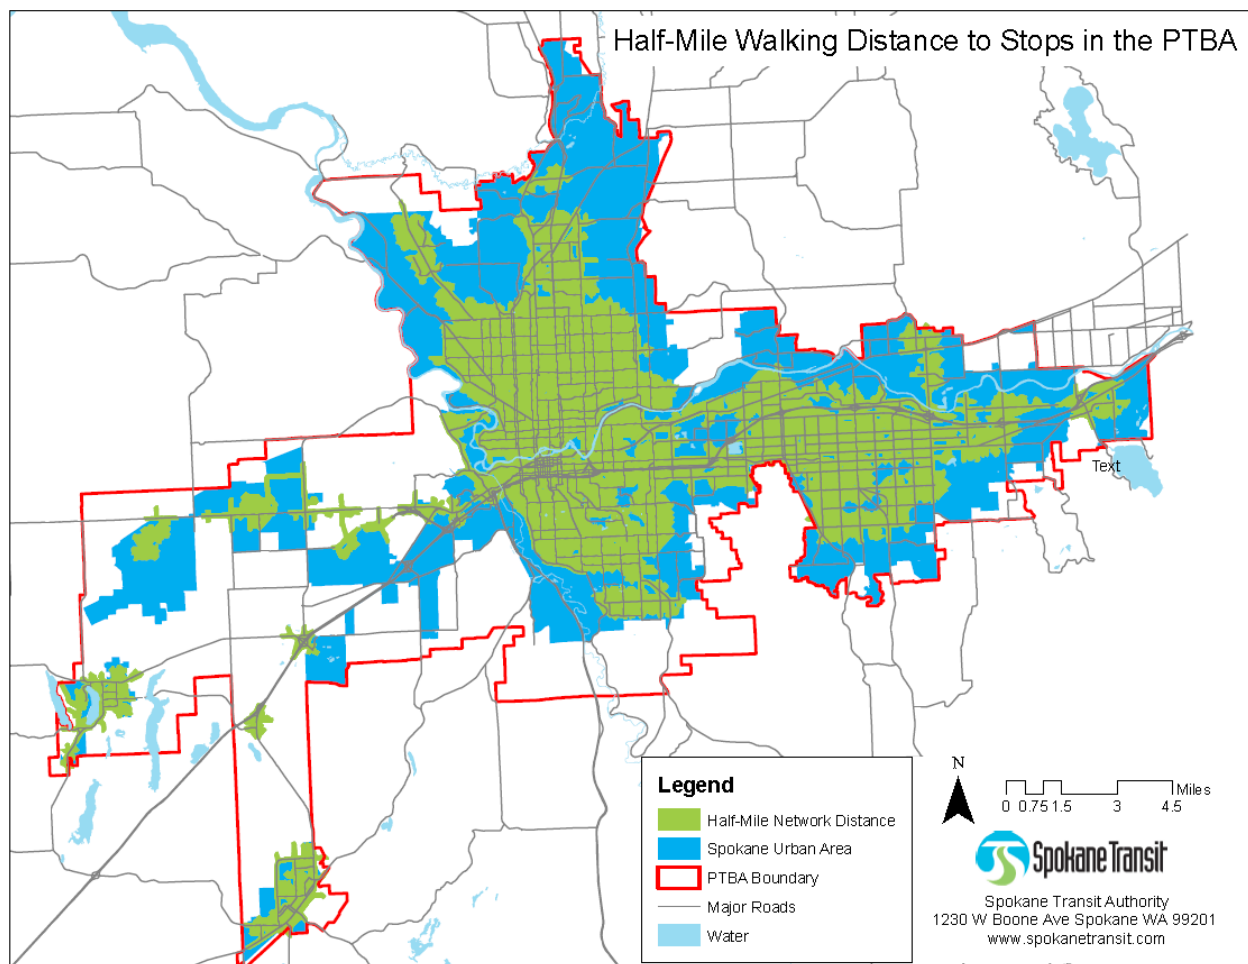 Half-Mile Walking Distance to Stops in the PTBA
Text
Legend
Half-Mile Network Distance
Spokane Urban Area
PTBA Boundary
Major Roads
Water
N
Miles
0 0.75 1.5 3 4.5
Spokane Transit
Spokane Transit Authority
1230 W Boone Ave Spokane WA 99201
www.spokanetransit.com